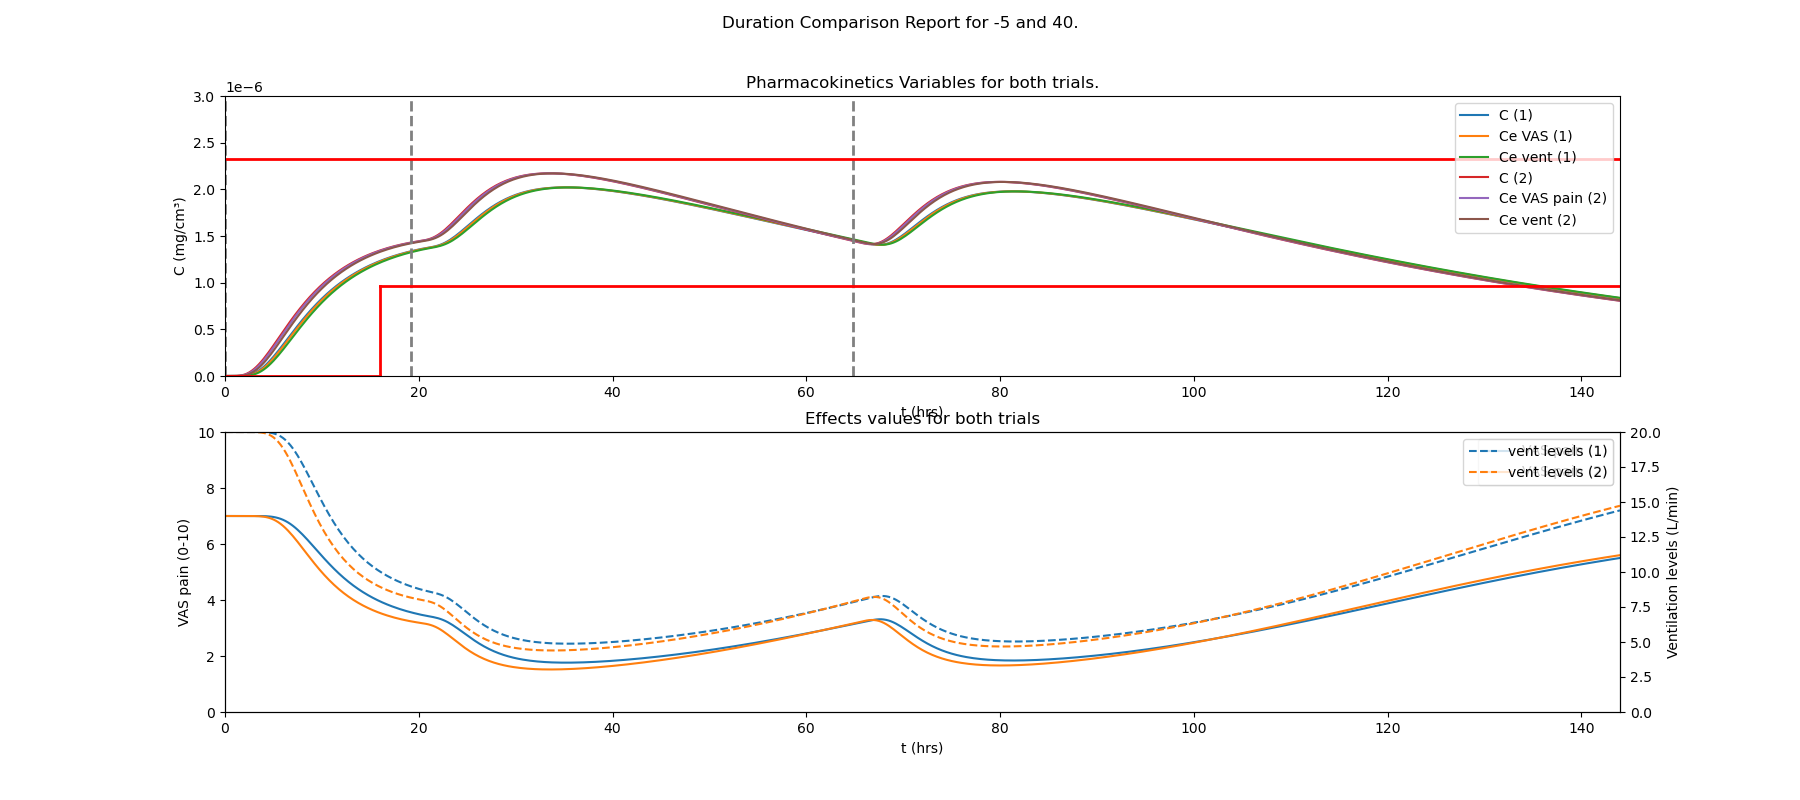 Duration Comparison Report for -5 and 40.
Pharmacokinetics Variables for both trials.
1e−6
3.0
2.5
2.0
1.5
1.0
0.5
0.0
C (mg/cm³)
C (1)
Ce VAS (1)
Ce vent (1)
C (2)
Ce VAS pain (2)
Ce vent (2)
0 20 40 60 80 100 120 140
t (hrs)
Effects values for both trials
10
8
6
4
2
0
VAS pain (0-10)
vent levels (1)
vent levels (2)
20.0
17.5
15.0
12.5
10.0
7.5
5.0
2.5
0.0
Ventilation levels (L/min)
0 20 40 60 80 100 120 140
t (hrs)